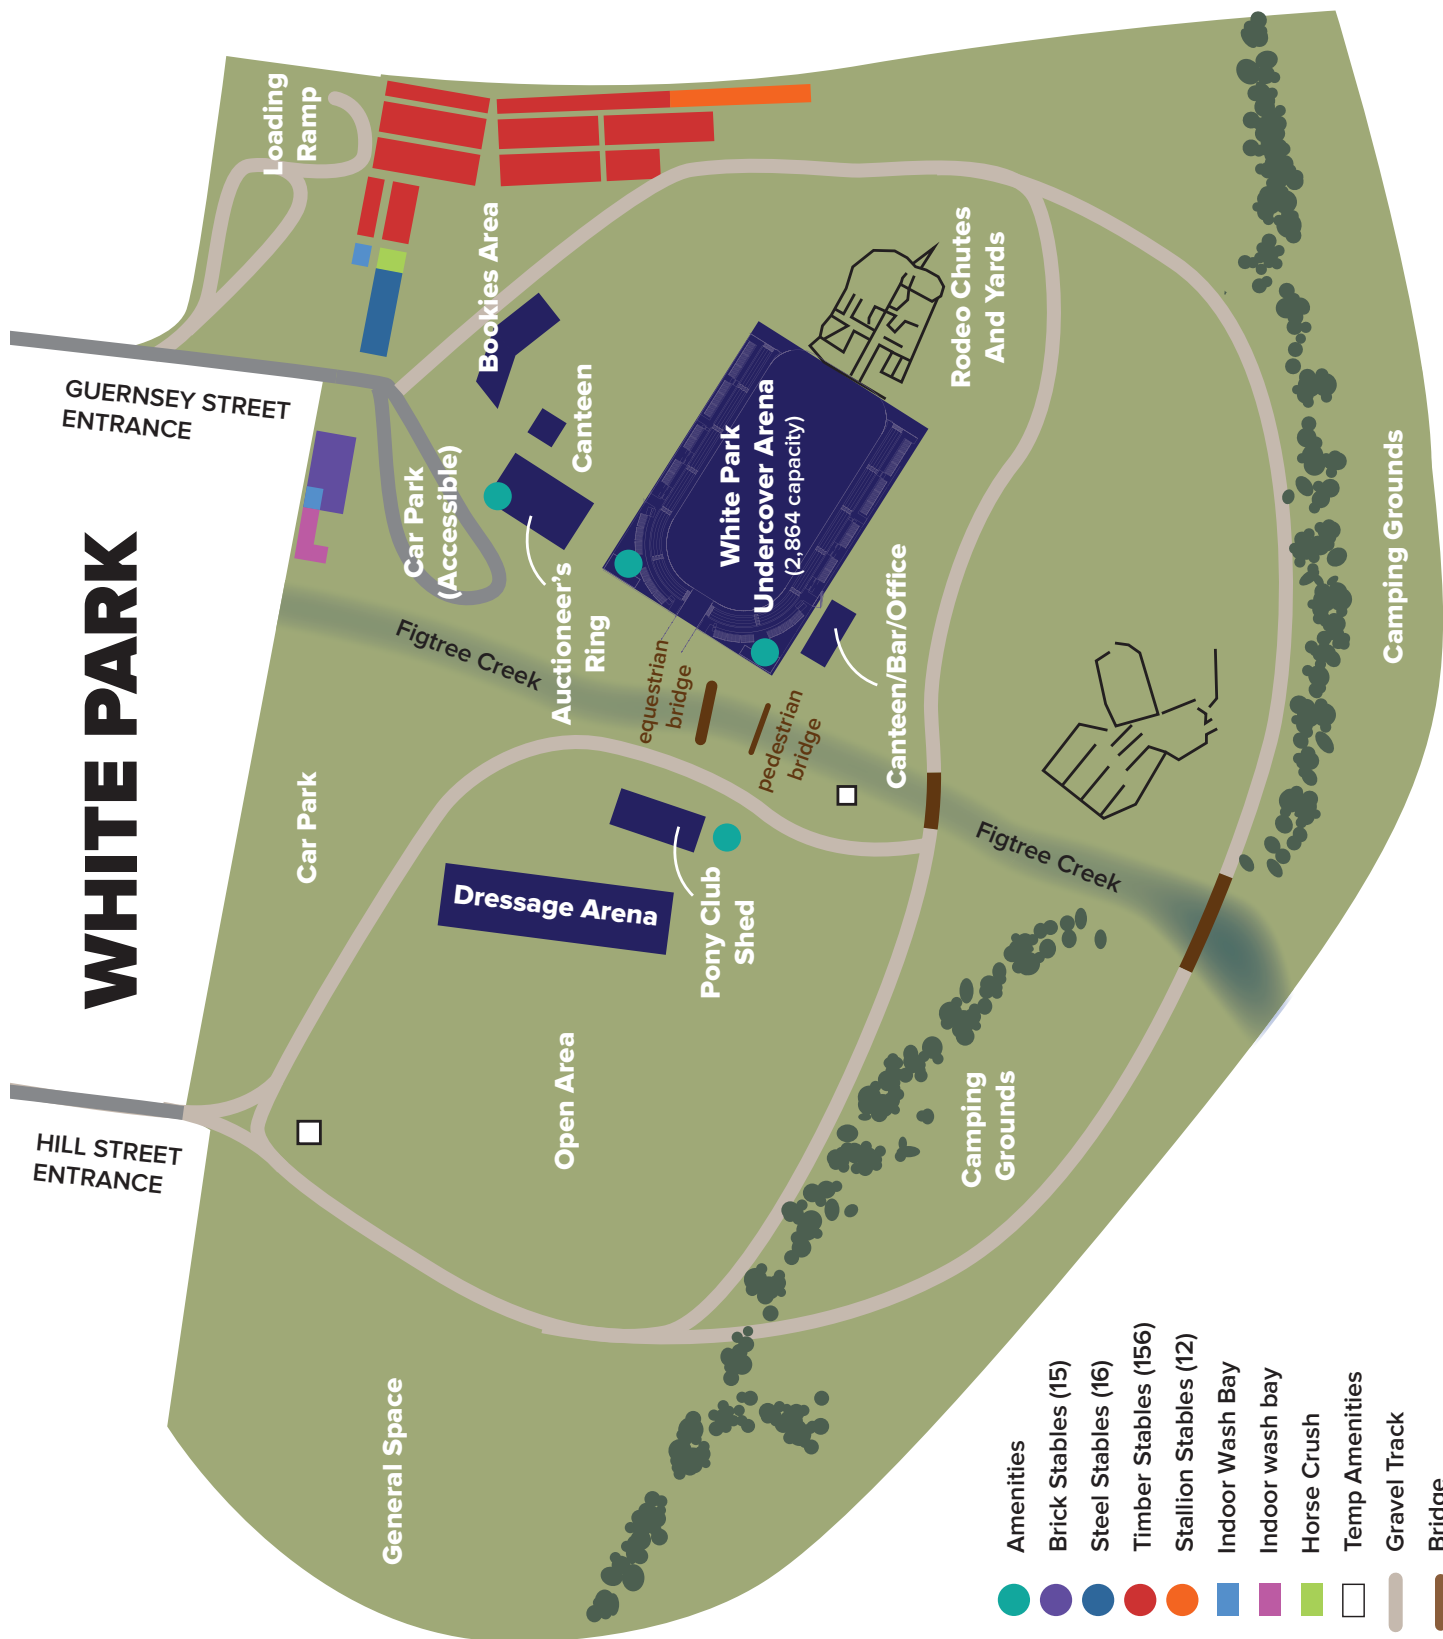 WHITE PARK
GUERNSEY STREET
ENTRANCE
HILL STREET
ENTRANCE
Loading
Ramp
Bookies Area
Canteen
Car Park
(Accessible)
Auctioneer's
Ring
White Park
Undercover Arena
(2,864 capacity)
Rodeo Chutes
And Yards
Canteen/Bar/Office
Figtree Creek
equestrian
bridge
pedestrian
bridge
Car Park
Dressage Arena
Pony Club
Shed
Figtree Creek
Open Area
Camping Grounds
Camping
Grounds
General Space
Amenities
Brick Stables (15)
Steel Stables (16)
Timber Stables (156)
Stallion Stables (12)
Indoor Wash Bay
Indoor wash bay
Horse Crush
Temp Amenities
Gravel Track
Bridge